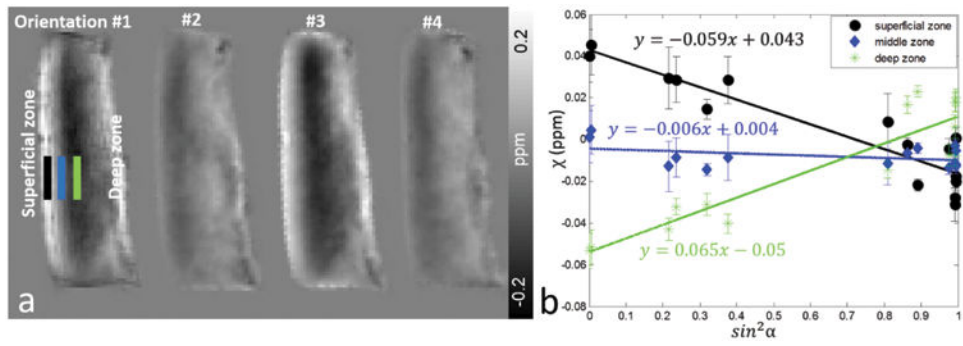 Orientation #1 #2 #3 #4
Superficial zone
Deep zone
a
0.2
ppm
-0.2
0.06
0.04
0.02
0
-0.02
-0.04
-0.06
-0.08
χ (ppm)
y = −0.059x + 0.043
y = −0.006x + 0.004
y = 0.065x − 0.05
superficial zone
middle zone
deep zone
0 0.1 0.2 0.3 0.4 0.5 0.6 0.7 0.8 0.9 1
sin²α
b